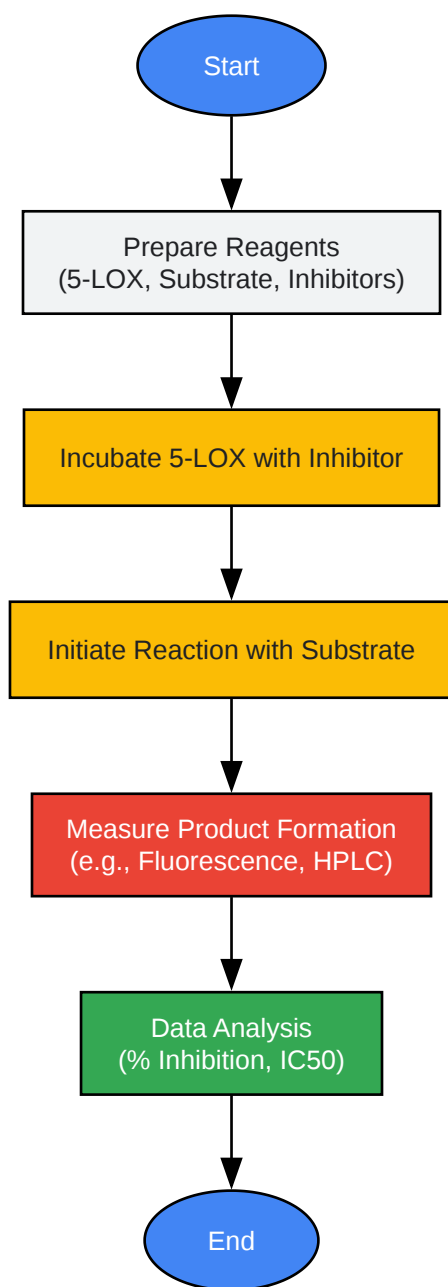 Start
Prepare Reagents
(5-LOX, Substrate, Inhibitors)
Incubate 5-LOX with Inhibitor
Initiate Reaction with Substrate
Measure Product Formation
(e.g., Fluorescence, HPLC)
Data Analysis
(% Inhibition, IC50)
End